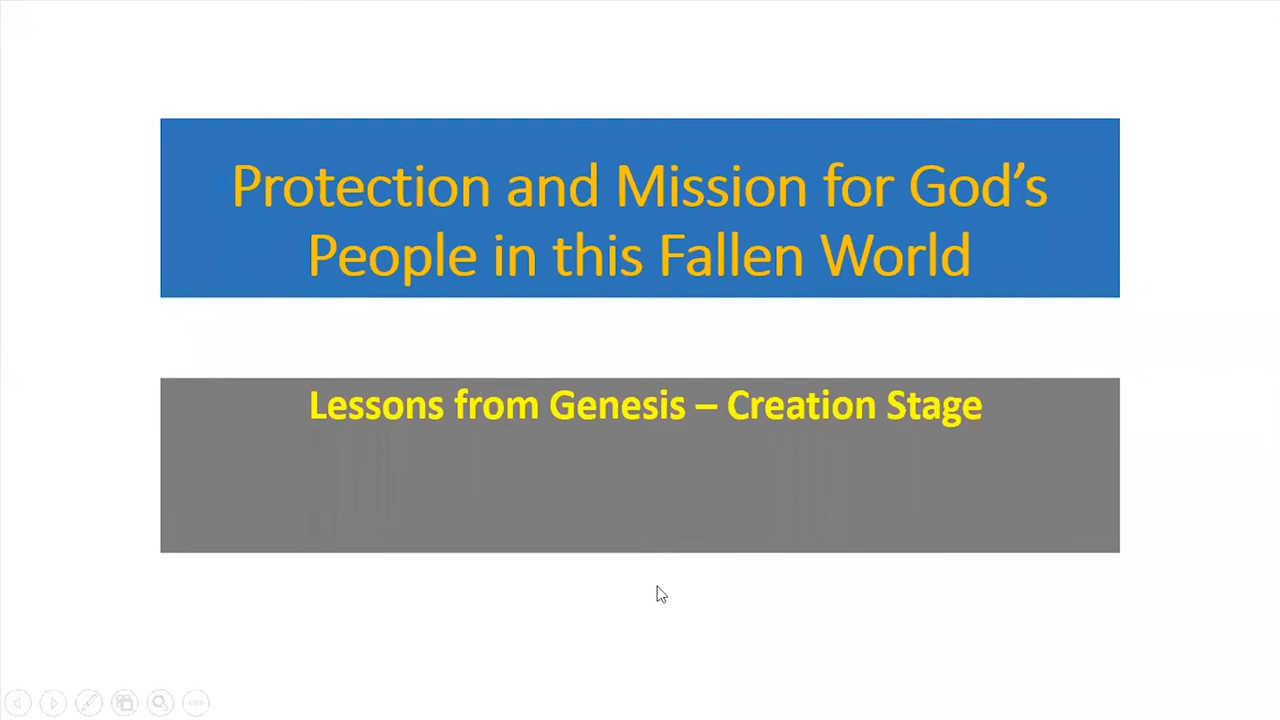 Protection and Mission for God’s
People in this Fallen World
Lessons from Genesis – Creation Stage